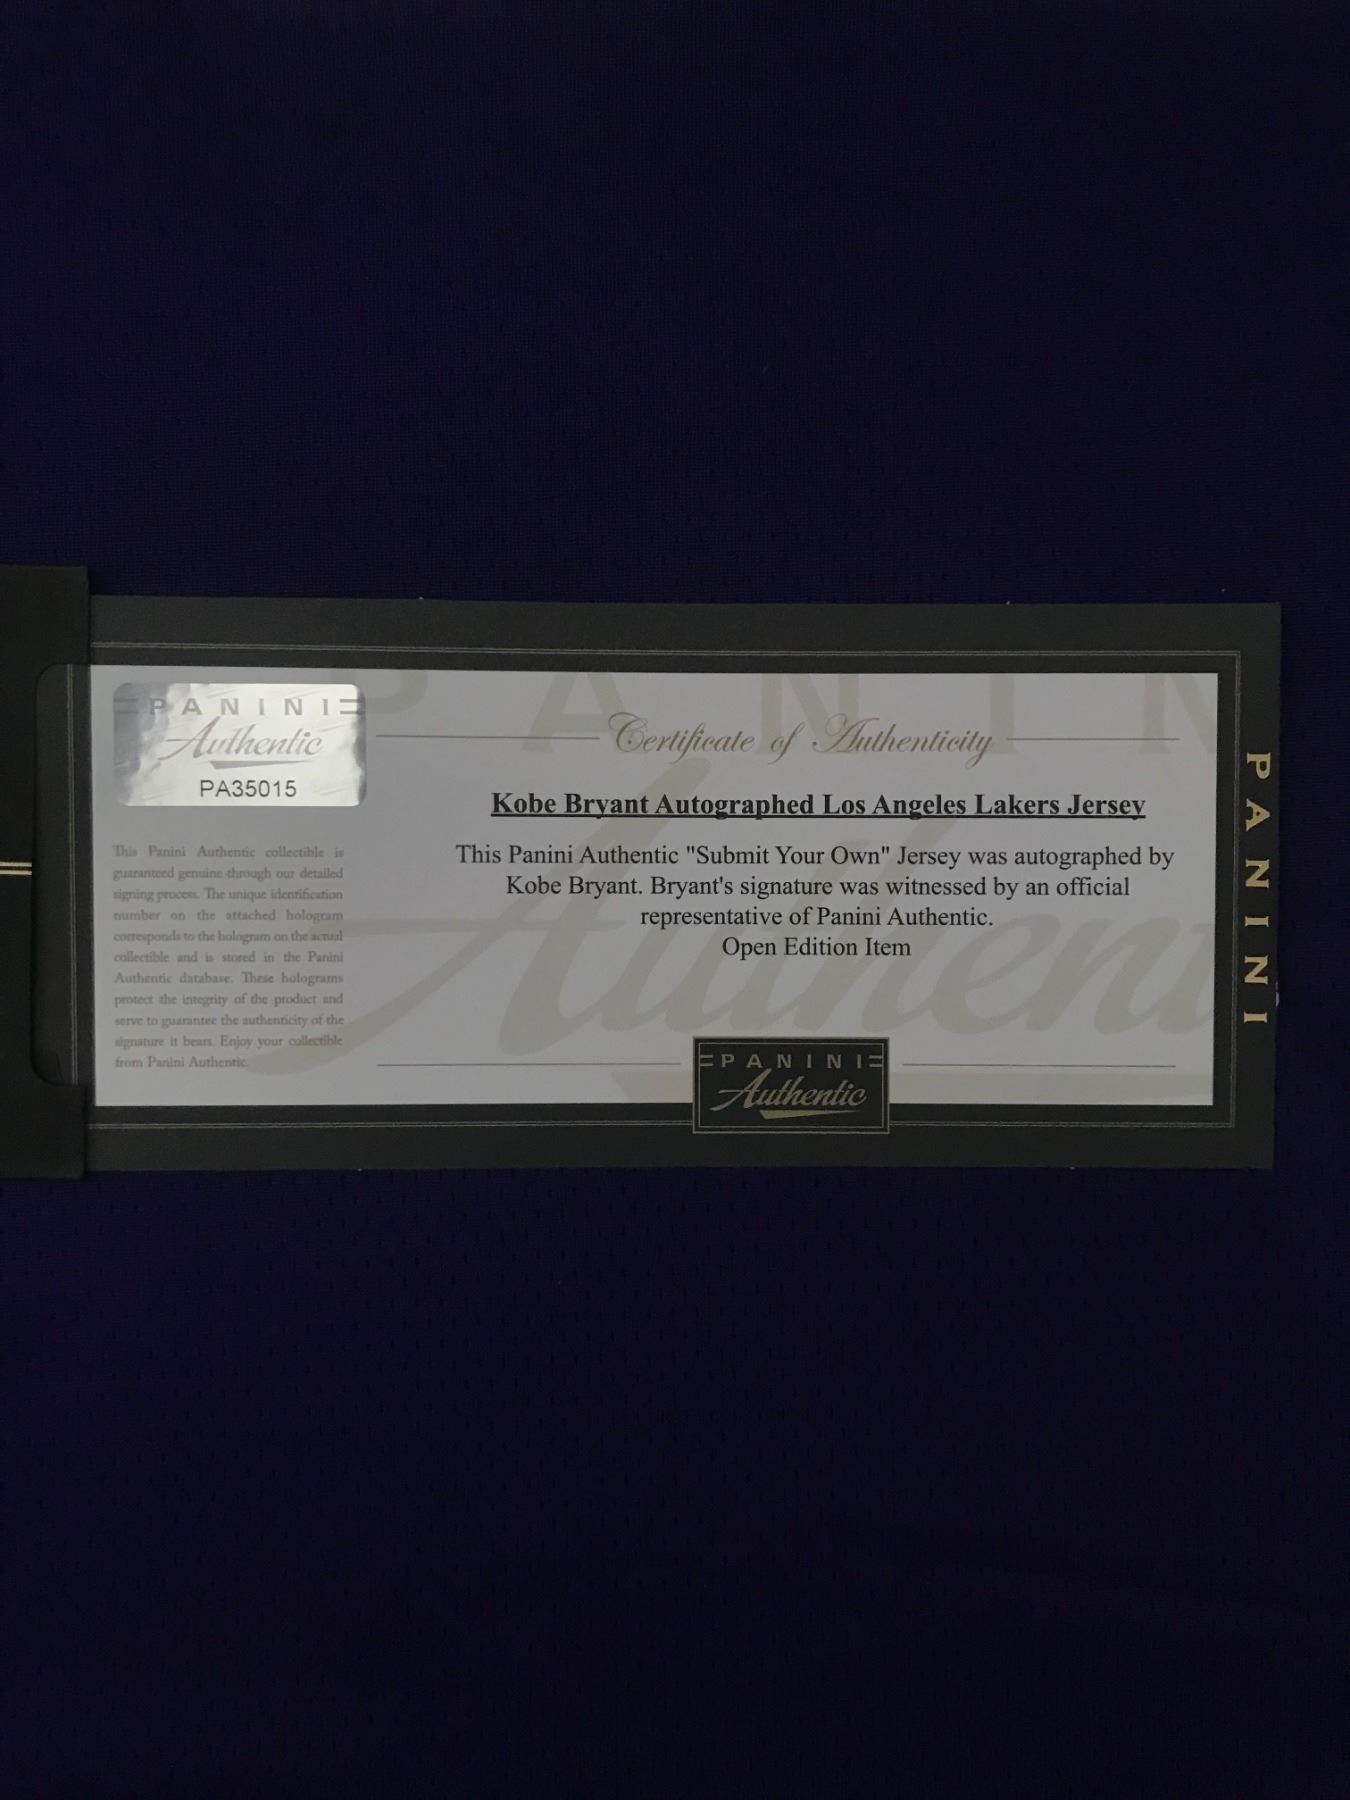 PANINI
Authentic
PA35015
This Panini Authentic collectible is
guaranteed genuine through our detailed
signing process. The unique identification
number on the attached hologram
corresponds to the hologram on the actual
collectible and is stored in the Panini
Authentic database. These holograms
protect the integrity of the product and
serve to guarantee the authenticity of the
signature it bears. Enjoy your collectible
from Panini Authentic.
PANIN
Certificate of Authenticity
Kobe Bryant Autographed Los Angeles Lakers Jersey
This Panini Authentic "Submit Your Own" Jersey was autographed by
Kobe Bryant. Bryant's signature was witnessed by an official
representative of Panini Authentic.
Open Edition Item
Authent
PANINI
Authentic
PANINI